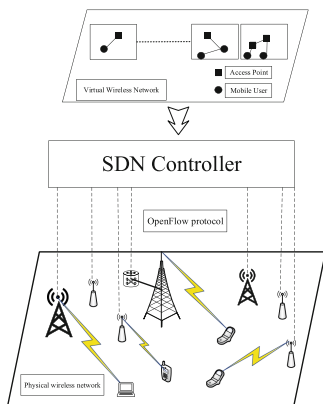 Access Point
Virtual Wireless Network
Mobile User
SDN Controller
OpenFlow protocol
Physical wireless network